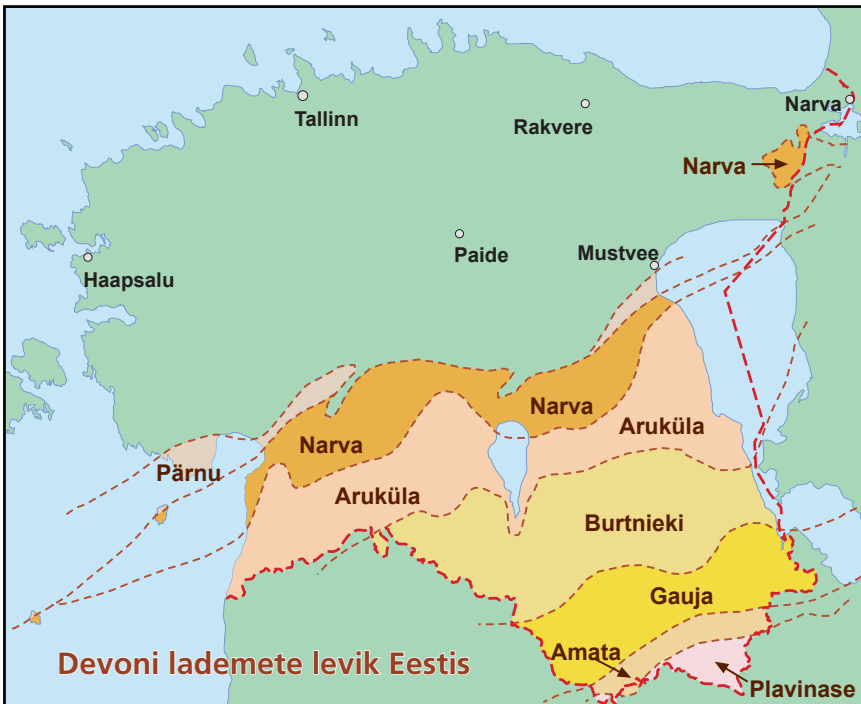 Tallinn
Rakvere
Narva
Narva
Haapsalu
Paide
Mustvee
Narva
Aruküla
Narva
Pärnu
Aruküla
Burtnieki
Gauja
Amata
Devoni lademete levik Eestis
Plavinase